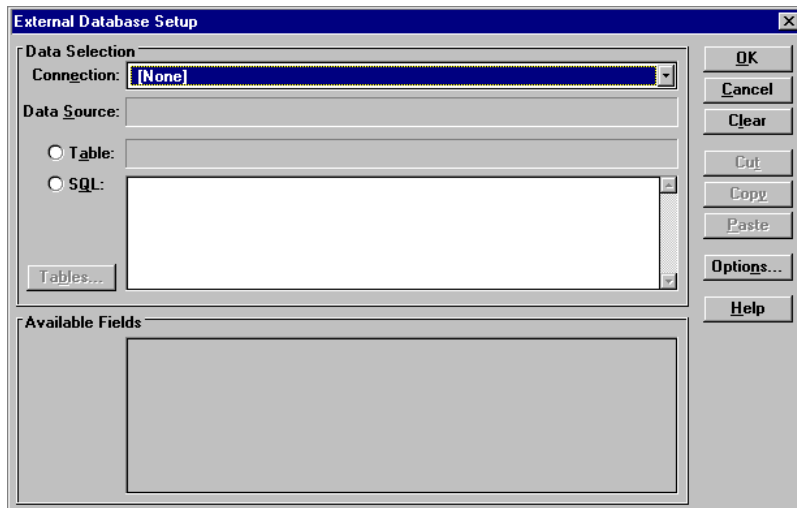 External Database Setup
Data Selection
Connection: [None]
Data Source:
Table:
SQL:
Tables...
Available Fields
OK
Cancel
Clear
Cut
Copy
Paste
Options...
Help